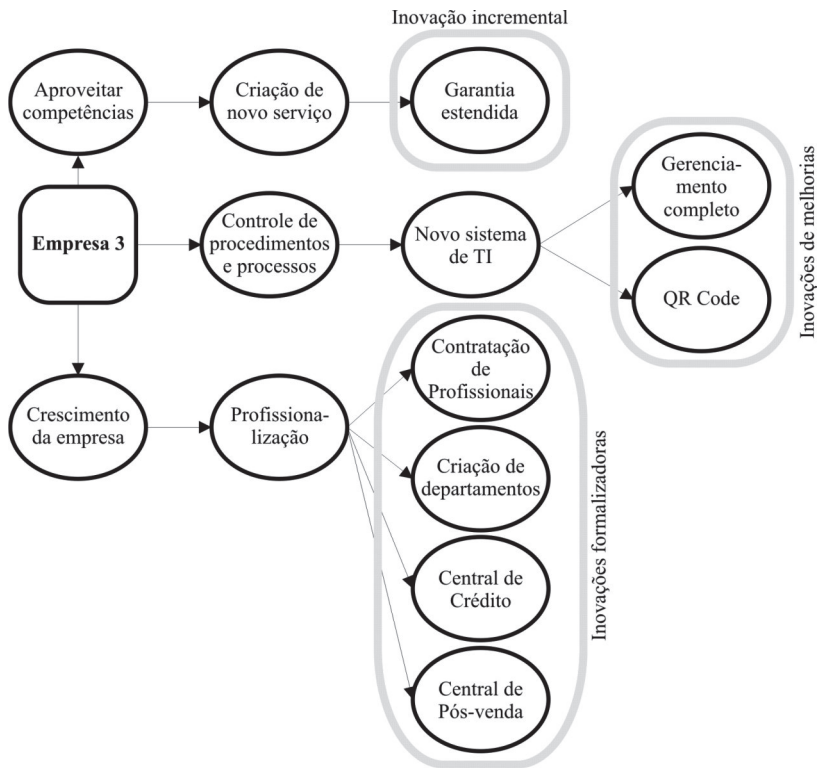 Inovação incremental
Aproveitar
competências
Criação de
novo serviço
Garantia
estendida
Empresa 3
Controle de
procedimentos
e processos
Novo sistema
de TI
Gerencia-
mento
completo
QR Code
Inovações de melhorias
Crescimento
da empresa
Profissiona-
lização
Contratação
de
Profissionais
Criação de
departamentos
Central de
Crédito
Central de
Pós-venda
Inovações formalizadoras